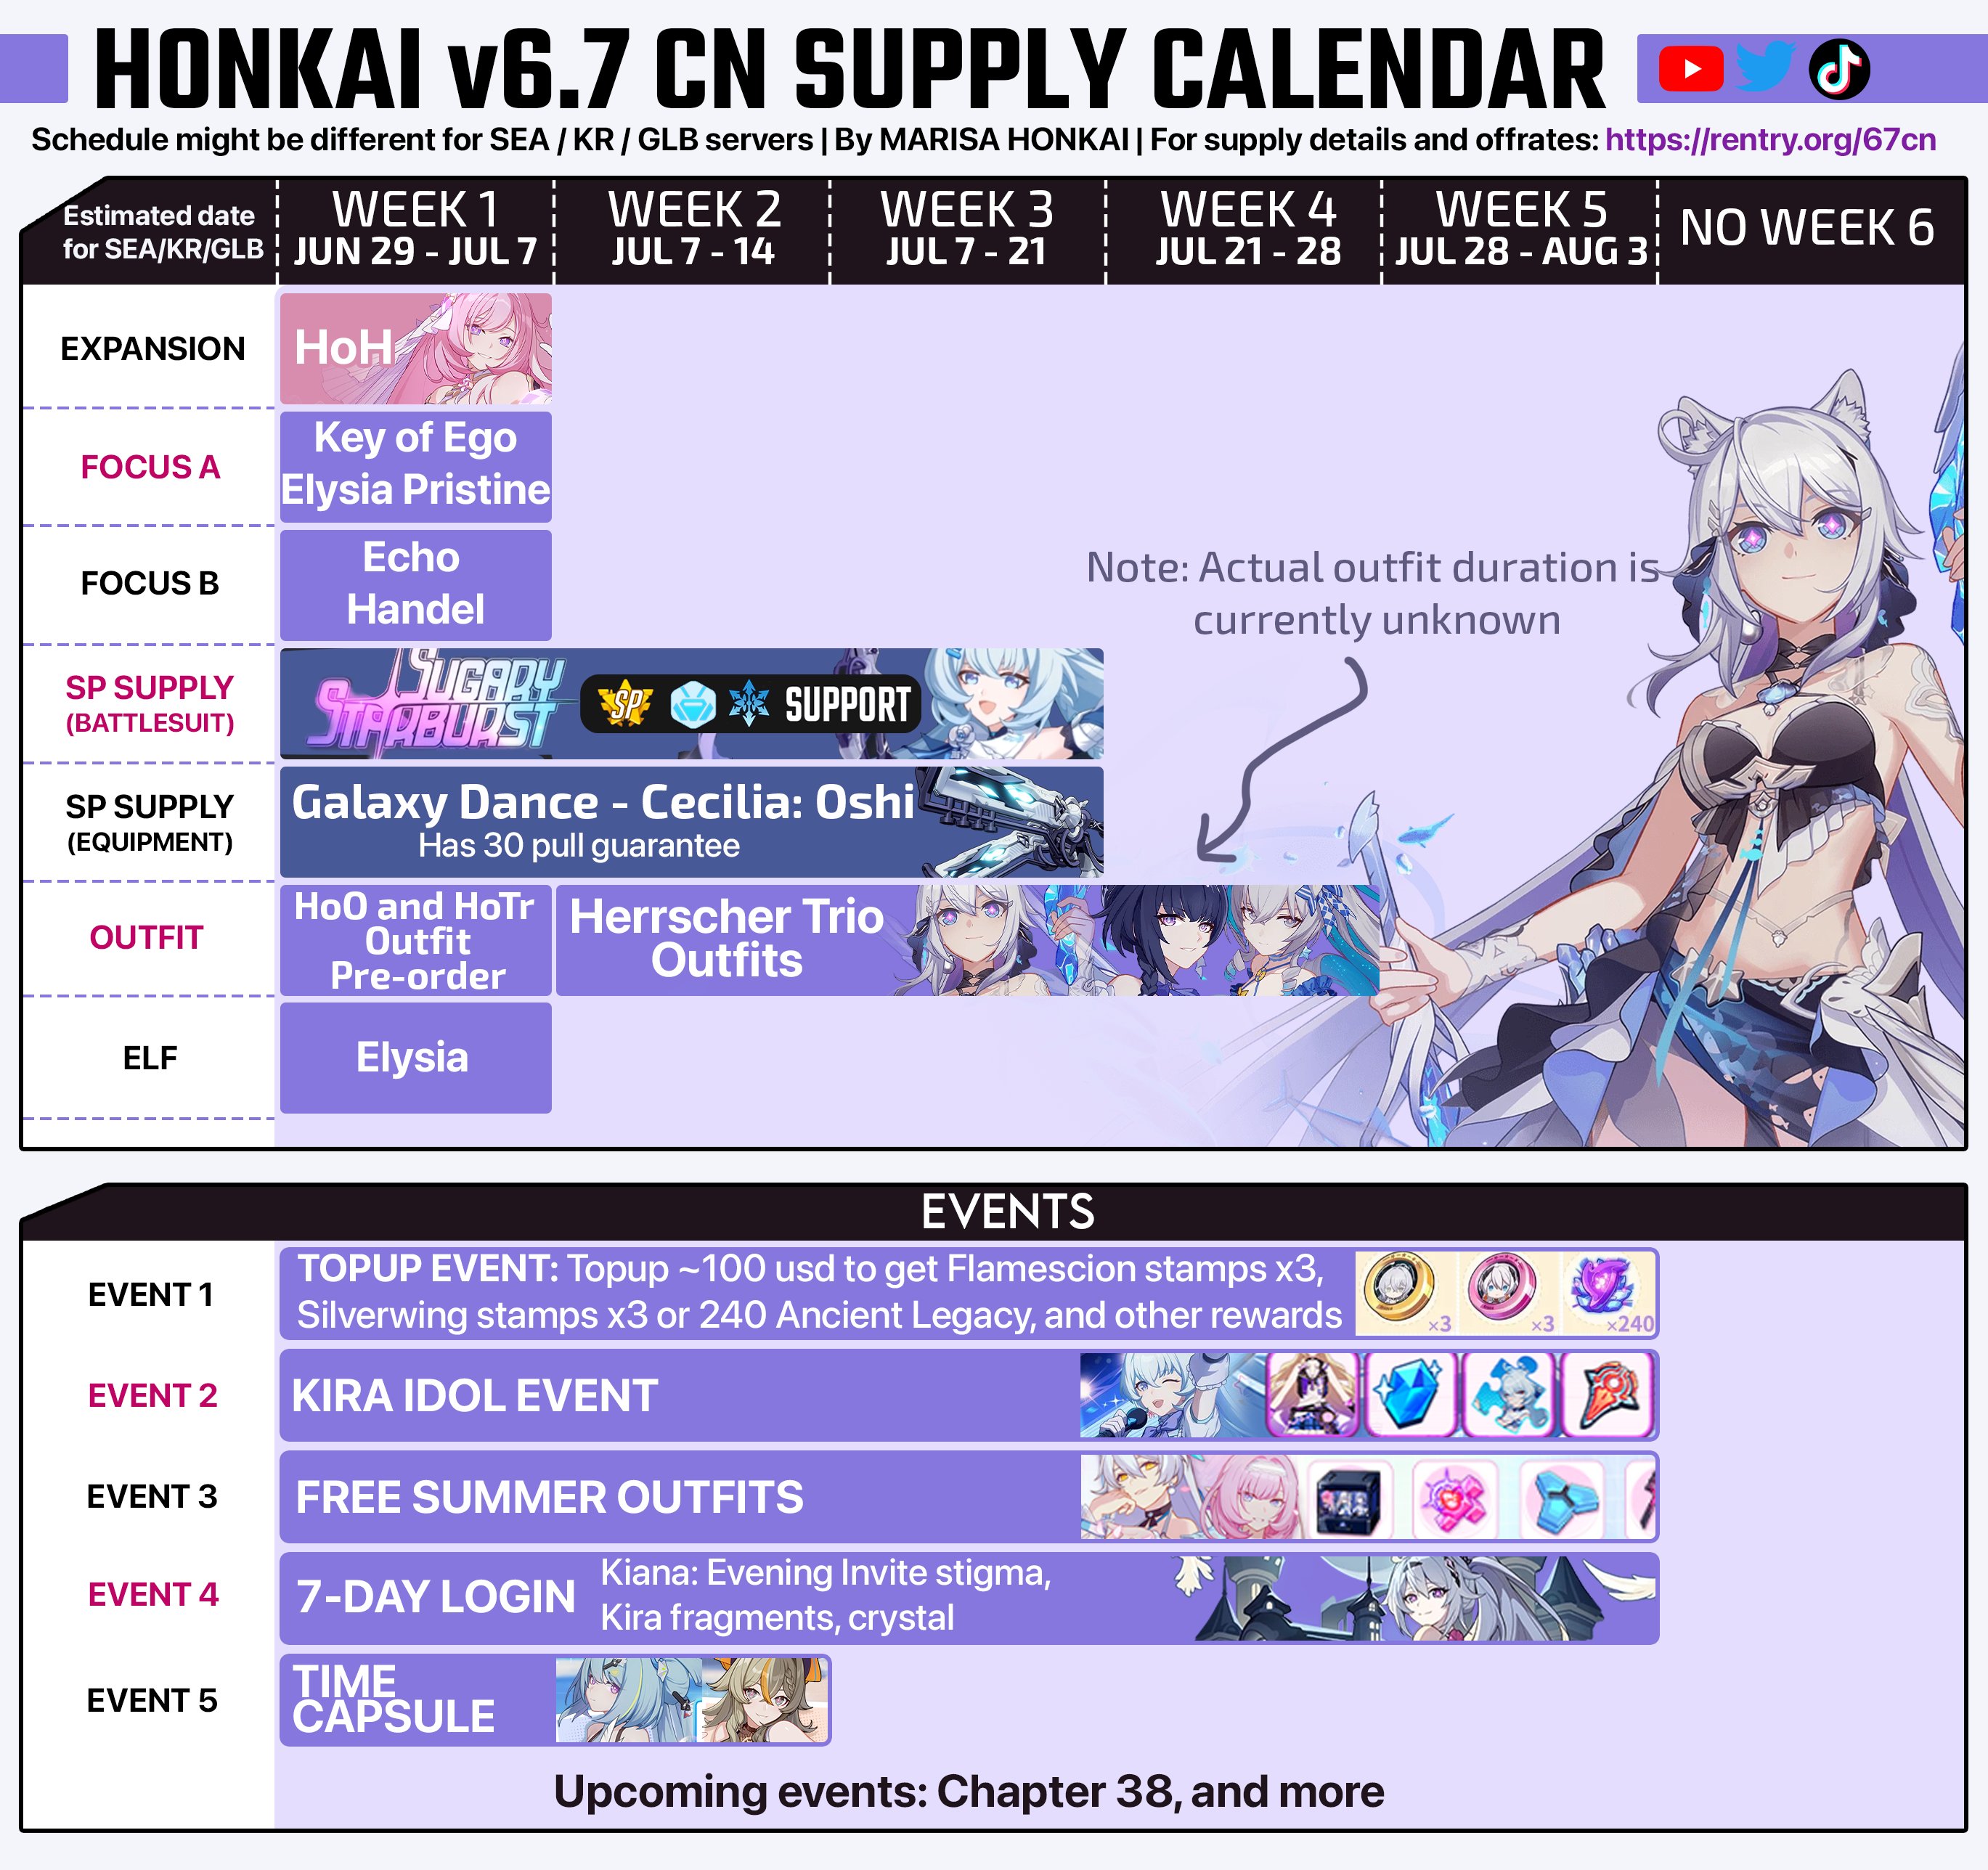 HONKAI v6.7 CN SUPPLY CALENDAR
Schedule might be different for SEA / KR / GLB servers | By MARISA HONKAI | For supply details and offrates: https://rentry.org/67cn
Estimated date
for SEA/KR/GLB
WEEK 1
JUN 29 - JUL 7
WEEK 2
JUL 7 - 14
WEEK 3
JUL 7 - 21
WEEK 4
JUL 21 - 28
WEEK 5
JUL 28 - AUG 3
NO WEEK 6
EXPANSION
HoH
FOCUS A
Key of Ego
Elysia Pristine
FOCUS B
Echo
Handel
Note: Actual outfit duration is
currently unknown
SP SUPPLY
(BATTLESUIT)
SUGARY
STARBURST
SP
SUPPORT
SP SUPPLY
(EQUIPMENT)
Galaxy Dance - Cecilia: Oshi
Has 30 pull guarantee
OUTFIT
HoO and HoTr
Outfit
Pre-order
Herrscher Trio
Outfits
ELF
Elysia
EVENTS
EVENT 1
TOPUP EVENT: Topup ~100 usd to get Flamescion stamps x3,
Silverwing stamps x3 or 240 Ancient Legacy, and other rewards
×3
×3
×240
EVENT 2
KIRA IDOL EVENT
EVENT 3
FREE SUMMER OUTFITS
EVENT 4
7-DAY LOGIN
Kiana: Evening Invite stigma,
Kira fragments, crystal
EVENT 5
TIME
CAPSULE
Upcoming events: Chapter 38, and more